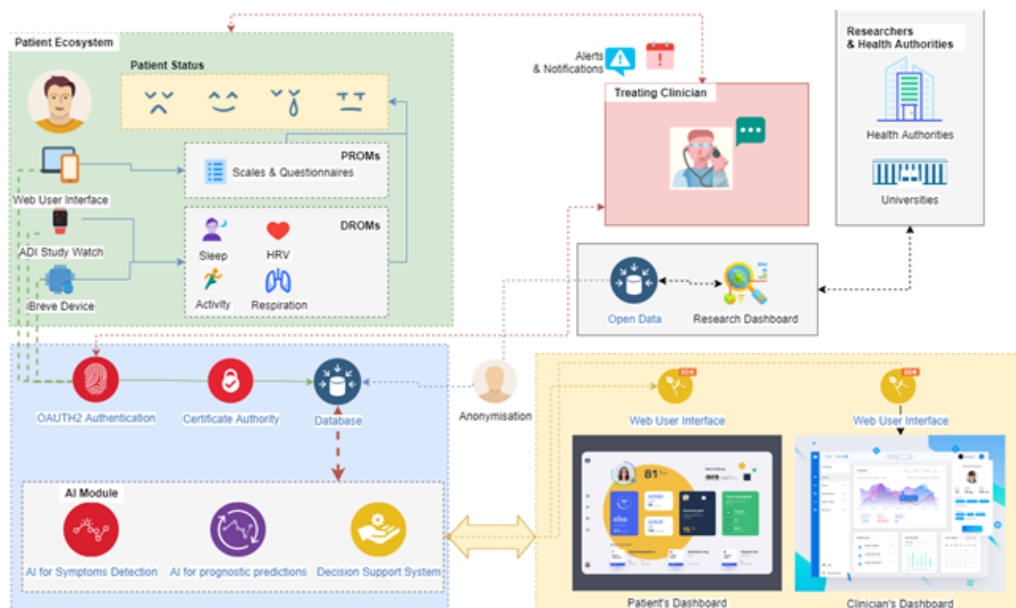 Patient Ecosystem
Patient Status
PROMs
Scales & Questionnaires
Web User Interface
DROMs
ADI Study Watch
Sleep
HRV
Breve Device
Activity
Respiration
Alerts
& Notifications
Treating Clinician
Researchers
& Health Authorities
Health Authorities
Universities
Open Data
Research Dashboard
OAUTH2 Authentication
Certificate Authority
Database
Anonymisation
AI Module
AI for Symptoms Detection
AI for prognostic predictions
Decision Support System
SDK
Web User Interface
SDK
Web User Interface
81
Patient's Dashboard
Clinician's Dashboard